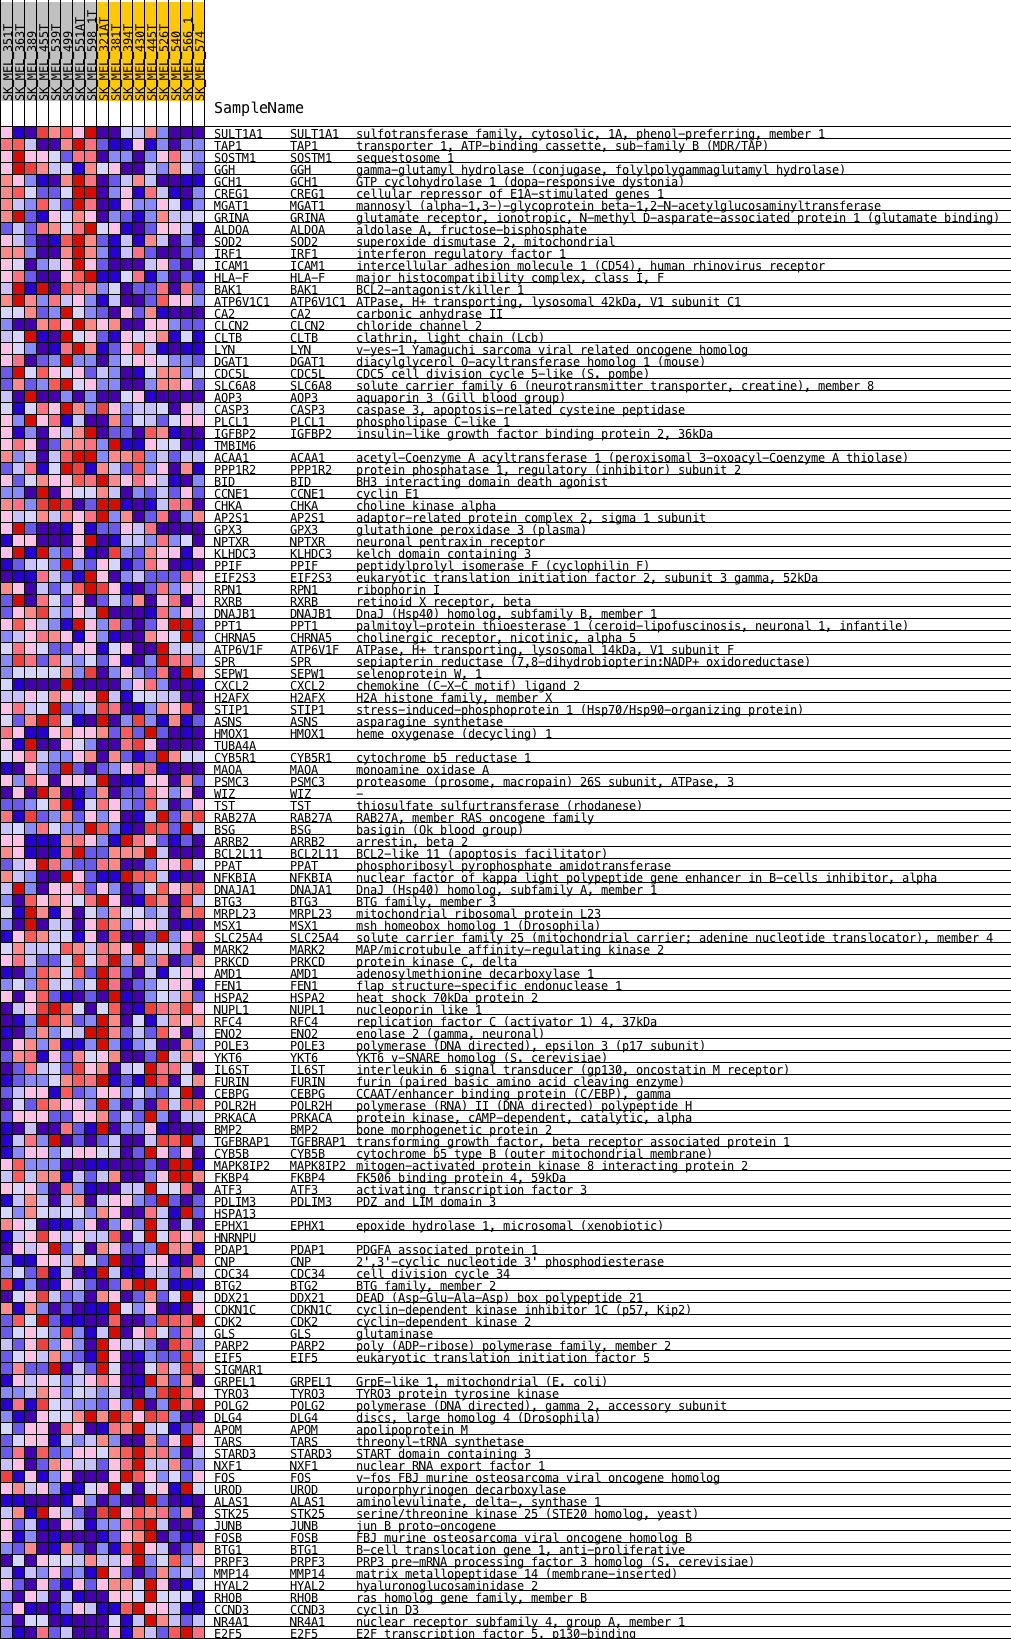 SK_MEL_351T
SK_MEL_363T
SK_MEL_389
SK_MEL_455T
SK_MEL_539T
SK_MEL_499
SK_MEL_551AT
SK_MEL_598_1T
SK_MEL_321AT
SK_MEL_381T
SK_MEL_394T
SK_MEL_430T
SK_MEL_445T
SK_MEL_526T
SK_MEL_540
SK_MEL_566_1
SK_MEL_574
SampleName
SULT1A1 SULT1A1 sulfotransferase family, cytosolic, 1A, phenol-preferring, member 1
TAP1 TAP1 transporter 1, ATP-binding cassette, sub-family B (MDR/TAP)
SQSTM1 SQSTM1 sequestosome 1
GGH GGH gamma-glutamyl hydrolase (conjugase, folylpolygammaglutamyl hydrolase)
GCH1 GCH1 GTP cyclohydrolase 1 (dopa-responsive dystonia)
CREG1 CREG1 cellular repressor of E1A-stimulated genes 1
MGAT1 MGAT1 mannosyl (alpha-1,3-)-glycoprotein beta-1,2-N-acetylglucosaminyltransferase
GRINA GRINA glutamate receptor, ionotropic, N-methyl D-asparate-associated protein 1 (glutamate binding)
ALDOA ALDOA aldolase A, fructose-bisphosphate
SOD2 SOD2 superoxide dismutase 2, mitochondrial
IRF1 IRF1 interferon regulatory factor 1
ICAM1 ICAM1 intercellular adhesion molecule 1 (CD54), human rhinovirus receptor
HLA-F HLA-F major histocompatibility complex, class I, F
BAK1 BAK1 BCL2-antagonist/killer 1
ATP6V1C1 ATP6V1C1 ATPase, H+ transporting, lysosomal 42kDa, V1 subunit C1
CA2 CA2 carbonic anhydrase II
CLCN2 CLCN2 chloride channel 2
CLTB CLTB clathrin, light chain (Lcb)
LYN LYN v-yes-1 Yamaguchi sarcoma viral related oncogene homolog
DGAT1 DGAT1 diacylglycerol O-acyltransferase homolog 1 (mouse)
CDC5L CDC5L CDC5 cell division cycle 5-like (S. pombe)
SLC6A8 SLC6A8 solute carrier family 6 (neurotransmitter transporter, creatine), member 8
AQP3 AQP3 aquaporin 3 (Gill blood group)
CASP3 CASP3 caspase 3, apoptosis-related cysteine peptidase
PLCL1 PLCL1 phospholipase C-like 1
IGFBP2 IGFBP2 insulin-like growth factor binding protein 2, 36kDa
TMBIM6
ACAA1 ACAA1 acetyl-Coenzyme A acyltransferase 1 (peroxisomal 3-oxoacyl-Coenzyme A thiolase)
PPP1R2 PPP1R2 protein phosphatase 1, regulatory (inhibitor) subunit 2
BID BID BH3 interacting domain death agonist
CCNE1 CCNE1 cyclin E1
CHKA CHKA choline kinase alpha
AP2S1 AP2S1 adaptor-related protein complex 2, sigma 1 subunit
GPX3 GPX3 glutathione peroxidase 3 (plasma)
NPTXR NPTXR neuronal pentraxin receptor
KLHDC3 KLHDC3 kelch domain containing 3
PPIF PPIF peptidylprolyl isomerase F (cyclophilin F)
EIF2S3 EIF2S3 eukaryotic translation initiation factor 2, subunit 3 gamma, 52kDa
RPN1 RPN1 ribophorin I
RXRB RXRB retinoid X receptor, beta
DNAJB1 DNAJB1 DnaJ (Hsp40) homolog, subfamily B, member 1
PPT1 PPT1 palmitoyl-protein thioesterase 1 (ceroid-lipofuscinosis, neuronal 1, infantile)
CHRNA5 CHRNA5 cholinergic receptor, nicotinic, alpha 5
ATP6V1F ATP6V1F ATPase, H+ transporting, lysosomal 14kDa, V1 subunit F
SPR SPR sepiapterin reductase (7,8-dihydrobiopterin:NADP+ oxidoreductase)
SEPW1 SEPW1 selenoprotein W, 1
CXCL2 CXCL2 chemokine (C-X-C motif) ligand 2
H2AFX H2AFX H2A histone family, member X
STIP1 STIP1 stress-induced-phosphoprotein 1 (Hsp70/Hsp90-organizing protein)
ASNS ASNS asparagine synthetase
HMOX1 HMOX1 heme oxygenase (decycling) 1
TUBA4A
CYB5R1 CYB5R1 cytochrome b5 reductase 1
MAOA MAOA monoamine oxidase A
PSMC3 PSMC3 proteasome (prosome, macropain) 26S subunit, ATPase, 3
WIZ WIZ -
TST TST thiosulfate sulfurtransferase (rhodanese)
RAB27A RAB27A RAB27A, member RAS oncogene family
BSG BSG basigin (Ok blood group)
ARRB2 ARRB2 arrestin, beta 2
BCL2L11 BCL2L11 BCL2-like 11 (apoptosis facilitator)
PPAT PPAT phosphoribosyl pyrophosphate amidotransferase
NFKBIA NFKBIA nuclear factor of kappa light polypeptide gene enhancer in B-cells inhibitor, alpha
DNAJA1 DNAJA1 DnaJ (Hsp40) homolog, subfamily A, member 1
BTG3 BTG3 BTG family, member 3
MRPL23 MRPL23 mitochondrial ribosomal protein L23
MSX1 MSX1 msh homeobox homolog 1 (Drosophila)
SLC25A4 SLC25A4 solute carrier family 25 (mitochondrial carrier; adenine nucleotide translocator), member 4
MARK2 MARK2 MAP/microtubule affinity-regulating kinase 2
PRKCD PRKCD protein kinase C, delta
AMD1 AMD1 adenosylmethionine decarboxylase 1
FEN1 FEN1 flap structure-specific endonuclease 1
HSPA2 HSPA2 heat shock 70kDa protein 2
NUPL1 NUPL1 nucleoporin like 1
RFC4 RFC4 replication factor C (activator 1) 4, 37kDa
ENO2 ENO2 enolase 2 (gamma, neuronal)
POLE3 POLE3 polymerase (DNA directed), epsilon 3 (p17 subunit)
YKT6 YKT6 YKT6 v-SNARE homolog (S. cerevisiae)
IL6ST IL6ST interleukin 6 signal transducer (gp130, oncostatin M receptor)
FURIN FURIN furin (paired basic amino acid cleaving enzyme)
CEBPG CEBPG CCAAT/enhancer binding protein (C/EBP), gamma
POLR2H POLR2H polymerase (RNA) II (DNA directed) polypeptide H
PRKACA PRKACA protein kinase, cAMP-dependent, catalytic, alpha
BMP2 BMP2 bone morphogenetic protein 2
TGFBRAP1 TGFBRAP1 transforming growth factor, beta receptor associated protein 1
CYB5B CYB5B cytochrome b5 type B (outer mitochondrial membrane)
MAPK8IP2 MAPK8IP2 mitogen-activated protein kinase 8 interacting protein 2
FKBP4 FKBP4 FK506 binding protein 4, 59kDa
ATF3 ATF3 activating transcription factor 3
PDLIM3 PDLIM3 PDZ and LIM domain 3
HSPA13
EPHX1 EPHX1 epoxide hydrolase 1, microsomal (xenobiotic)
HNRNPU
PDAP1 PDAP1 PDGFA associated protein 1
CNP CNP 2',3'-cyclic nucleotide 3' phosphodiesterase
CDC34 CDC34 cell division cycle 34
BTG2 BTG2 BTG family, member 2
DDX21 DDX21 DEAD (Asp-Glu-Ala-Asp) box polypeptide 21
CDKN1C CDKN1C cyclin-dependent kinase inhibitor 1C (p57, Kip2)
CDK2 CDK2 cyclin-dependent kinase 2
GLS GLS glutaminase
PARP2 PARP2 poly (ADP-ribose) polymerase family, member 2
EIF5 EIF5 eukaryotic translation initiation factor 5
SIGMAR1
GRPEL1 GRPEL1 GrpE-like 1, mitochondrial (E. coli)
TYRO3 TYRO3 TYRO3 protein tyrosine kinase
POLG2 POLG2 polymerase (DNA directed), gamma 2, accessory subunit
DLG4 DLG4 discs, large homolog 4 (Drosophila)
APOM APOM apolipoprotein M
TARS TARS threonyl-tRNA synthetase
STARD3 STARD3 START domain containing 3
NXF1 NXF1 nuclear RNA export factor 1
FOS FOS v-fos FBJ murine osteosarcoma viral oncogene homolog
UROD UROD uroporphyrinogen decarboxylase
ALAS1 ALAS1 aminolevulinate, delta-, synthase 1
STK25 STK25 serine/threonine kinase 25 (STE20 homolog, yeast)
JUNB JUNB jun B proto-oncogene
FOSB FOSB FBJ murine osteosarcoma viral oncogene homolog B
BTG1 BTG1 B-cell translocation gene 1, anti-proliferative
PRPF3 PRPF3 PRP3 pre-mRNA processing factor 3 homolog (S. cerevisiae)
MMP14 MMP14 matrix metallopeptidase 14 (membrane-inserted)
HYAL2 HYAL2 hyaluronoglucosaminidase 2
RHOB RHOB ras homolog gene family, member B
CCND3 CCND3 cyclin D3
NR4A1 NR4A1 nuclear receptor subfamily 4, group A, member 1
E2F5 E2F5 E2F transcription factor 5, p130-binding